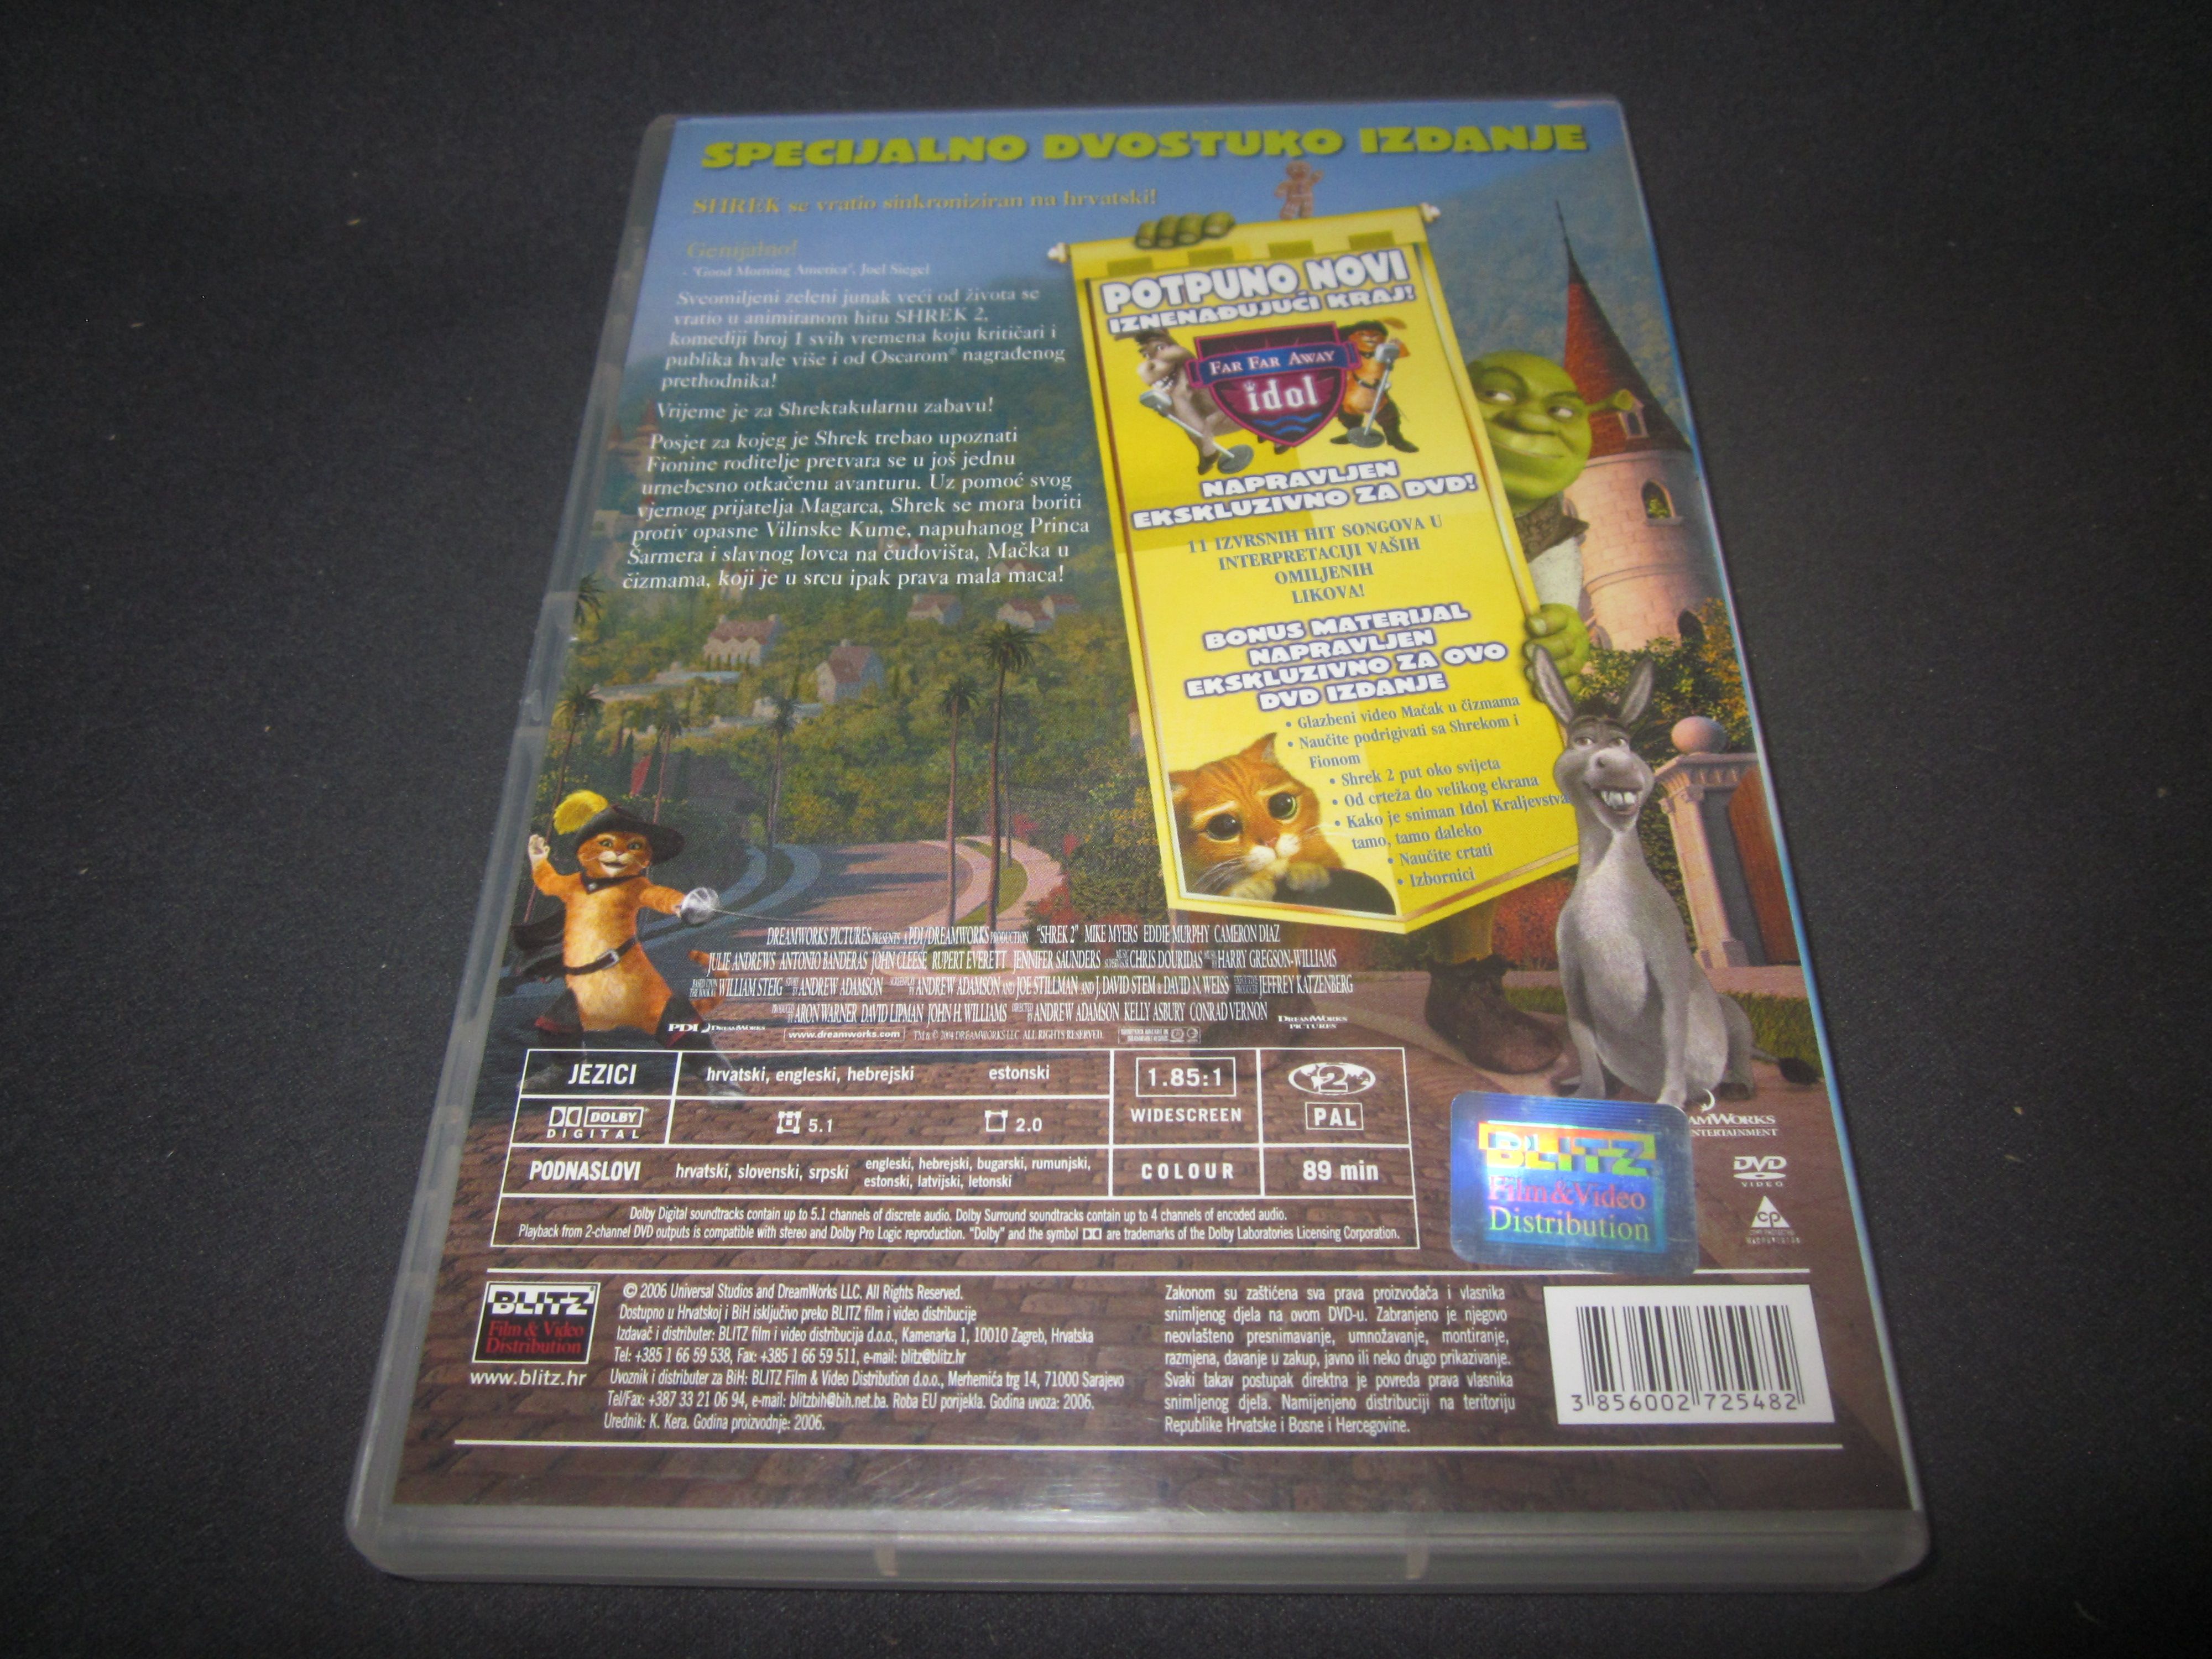 SPECIJALNO DVOSTUKO IZDANJE
SHREK se vratio sinkroniziran na hrvatski!
Genijalno!
- "Good Morning America", Joel Siegel
Sveomiljeni zeleni junak veći od života se
vratio u animiranom hitu SHREK 2,
komediji broj 1 svih vremena koju kritičari i
publika hvale više i od Oscarom® nagrađenog
prethodnika!
Vrijeme je za Shrektakularnu zabavu!
Posjet za kojeg je Shrek trebao upoznati
Fionine roditelje pretvara se u još jednu
urnebesno otkačenu avanturu. Uz pomoć svog
vjernog prijatelja Magarca, Shrek se mora boriti
protiv opasne Vilinske Kume, napuhanog Princa
Šarmera i slavnog lovca na čudovišta, Mačka u
čizmama, koji je u srcu ipak prava mala maca!
POTPUNO NOVI
IZNENAĐUJUĆI KRAJ!
FAR FAR AWAY
idol
NAPRAVLJEN
EKSKLUZIVNO ZA DVD!
11 IZVRSNIH HIT SONGOVA U
INTERPRETACIJI VAŠIH
OMILJENIH
LIKOVA!
BONUS MATERIJAL
NAPRAVLJEN
EKSKLUZIVNO ZA OVO
DVD IZDANJE
• Glazbeni video Mačak u čizmama
• Naučite podrigivati sa Shrekom i
Fionom
• Shrek 2 put oko svijeta
• Od crteža do velikog ekrana
• Kako je sniman Idol Kraljevstva
tamo, tamo daleko
• Naučite crtati
• Izbornici
DREAMWORKS PICTURES PRESENTS A PDI/DREAMWORKS PRODUCTION "SHREK 2" MIKE MYERS EDDIE MURPHY CAMERON DIAZ
JULIE ANDREWS ANTONIO BANDERAS JOHN CLEESE RUPERT EVERETT JENNIFER SAUNDERS CHRIS DOURIDAS HARRY GREGSON-WILLIAMS
WILLIAM STEIG ANDREW ADAMSON ANDREW ADAMSON AND JOE STILLMAN AND J. DAVID STEM & DAVID N. WEISS JEFFREY KATZENBERG
ARON WARNER DAVID LIPMAN JOHN H. WILLIAMS ANDREW ADAMSON KELLY ASBURY CONRAD VERNON
PDI DREAMWORKS
www.dreamworks.com TM & © 2004 DREAMWORKS LLC ALL RIGHTS RESERVED.
DREAMWORKS
PICTURES
JEZICI hrvatski, engleski, hebrejski estonski
1.85:1
WIDESCREEN
2
PAL
DOLBY
DIGITAL
5.1 2.0
PODNASLOVI hrvatski, slovenski, srpski engleski, hebrejski, bugarski, rumunjski,
estonski, latvijski, letonski
COLOUR 89 min
Dolby Digital soundtracks contain up to 5.1 channels of discrete audio. Dolby Surround soundtracks contain up to 4 channels of encoded audio.
Playback from 2-channel DVD outputs is compatible with stereo and Dolby Pro Logic reproduction. "Dolby" and the symbol are trademarks of the Dolby Laboratories Licensing Corporation.
BLITZ
Film & Video
Distribution
AMWORKS
NTERTAINMENT
DVD
VIDEO
CP
BLITZ
Film & Video
Distribution
www.blitz.hr
© 2006 Universal Studios and DreamWorks LLC. All Rights Reserved.
Dostupno u Hrvatskoj i BiH isključivo preko BLITZ film i video distribucije
Izdavač i distributer: BLITZ film i video distribucija d.o.o., Kamenarka 1, 10010 Zagreb, Hrvatska
Tel: +385 1 66 59 538, Fax: +385 1 66 59 511, e-mail: blitz@blitz.hr
Uvoznik i distributer za BiH: BLITZ Film & Video Distribution d.o.o., Merhemića trg 14, 71000 Sarajevo
Tel/Fax: +387 33 21 06 94, e-mail: blitzbih@bih.net.ba. Roba EU porijekla. Godina uvoza: 2006.
Urednik: K. Kera. Godina proizvodnje: 2006.
Zakonom su zaštićena sva prava proizvođača i vlasnika
snimljenog djela na ovom DVD-u. Zabranjeno je njegovo
neovlašteno presnimavanje, umnožavanje, montiranje,
razmjena, davanje u zakup, javno ili neko drugo prikazivanje.
Svaki takav postupak direktna je povreda prava vlasnika
snimljenog djela. Namijenjeno distribuciji na teritoriju
Republike Hrvatske i Bosne i Hercegovine.
3 856002 725482